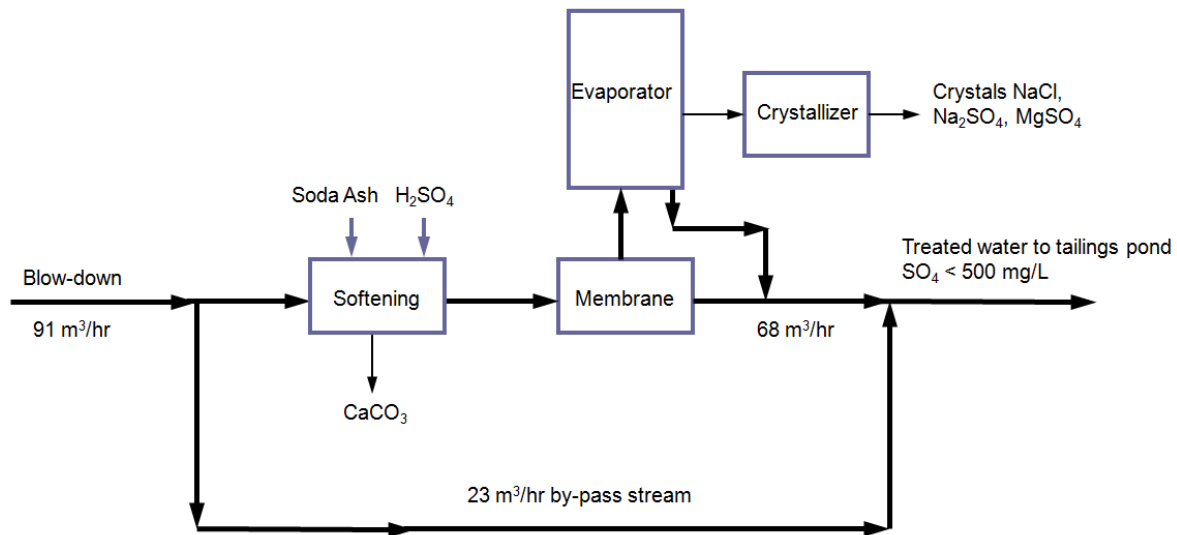 Evaporator
Crystallizer
Crystals NaCl,
Na₂SO₄, MgSO₄
Soda Ash
H₂SO₄
Blow-down
91 m³/hr
Softening
Membrane
68 m³/hr
Treated water to tailings pond
SO₄ < 500 mg/L
CaCO₃
23 m³/hr by-pass stream